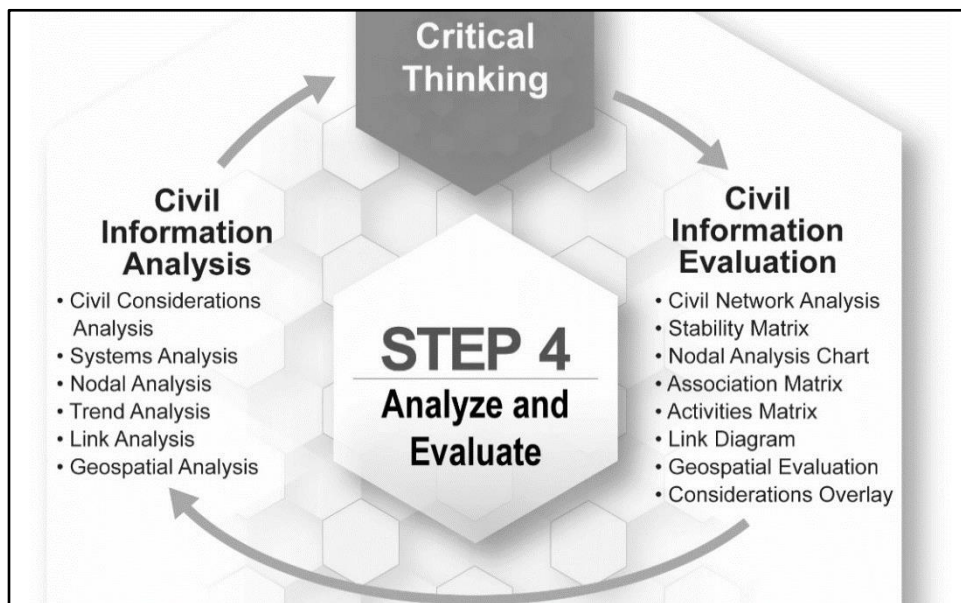 Critical
Thinking
Civil
Information
Analysis
• Civil Considerations
Analysis
• Systems Analysis
• Nodal Analysis
• Trend Analysis
• Link Analysis
• Geospatial Analysis
STEP 4
Analyze and
Evaluate
Civil
Information
Evaluation
• Civil Network Analysis
• Stability Matrix
• Nodal Analysis Chart
• Association Matrix
• Activities Matrix
• Link Diagram
• Geospatial Evaluation
• Considerations Overlay